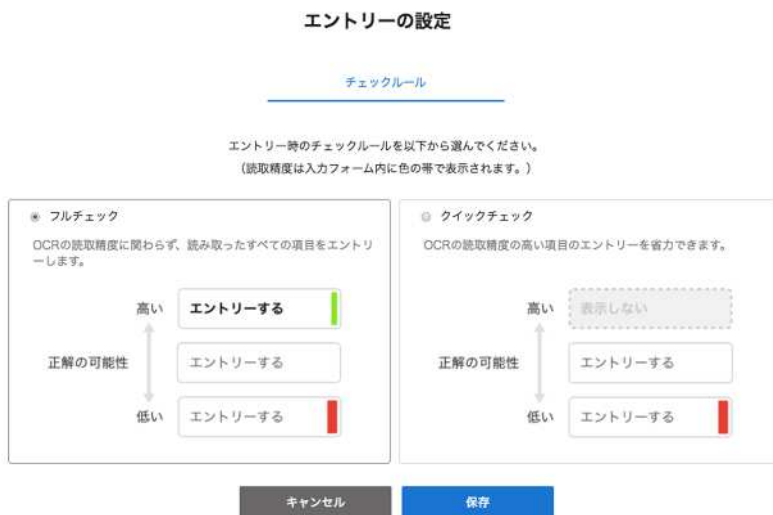 エントリーの設定
チェックルール
エントリー時のチェックルールを以下から選んでください。
（読取精度は入力フォーム内に色の帯で表示されます。）
フルチェック
OCRの読取精度に関わらず、読み取ったすべての項目をエントリ
ーします。
高い
エントリーする
正解の可能性
エントリーする
低い
エントリーする
クイックチェック
OCRの読取精度の高い項目のエントリーを省力できます。
高い
表示しない
正解の可能性
エントリーする
低い
エントリーする
キャンセル
保存